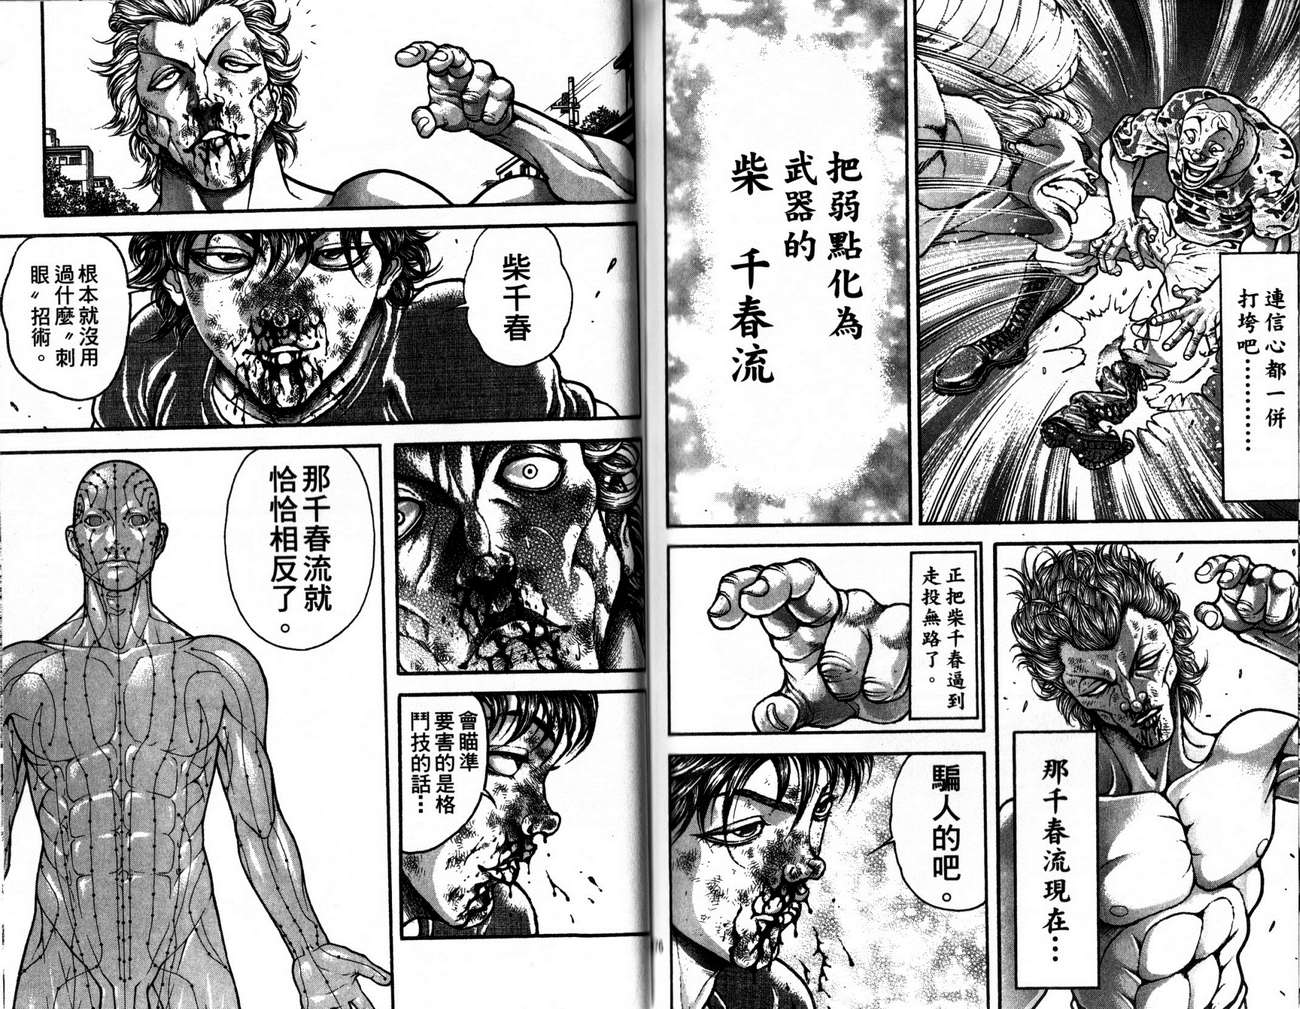 連信心都一併
打垮吧…………
把弱點化為
武器的
柴 千春流
那千春流現在…
正把柴千春逼到
走投無路了。
騙人的吧。
柴千春
根本就沒用
過什麼〝刺
眼〞招術。
會瞄準
要害的是格
鬥技的話…
那千春流就
恰恰相反了。